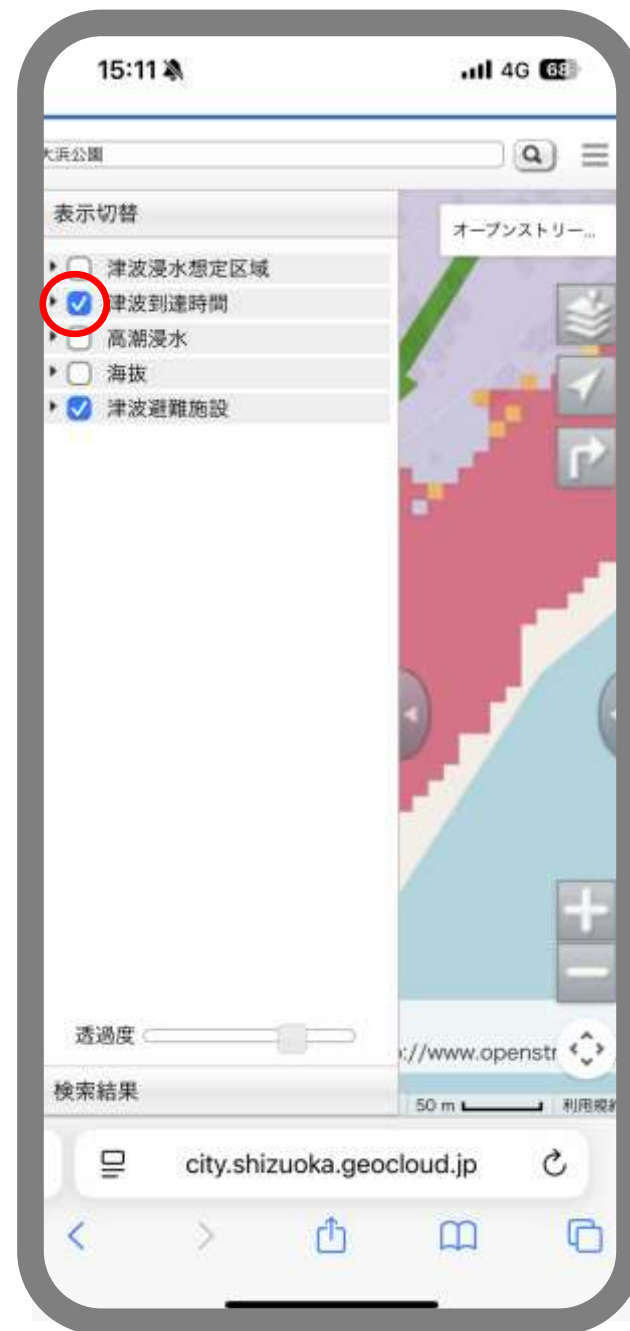 15:11
4G 68
大浜公園
表示切替
オープンストリー...
津波浸水想定区域
津波到達時間
高潮浸水
海抜
津波避難施設
透過度
://www.openstr
検索結果
50 m
利用規約
city.shizuoka.geocloud.jp